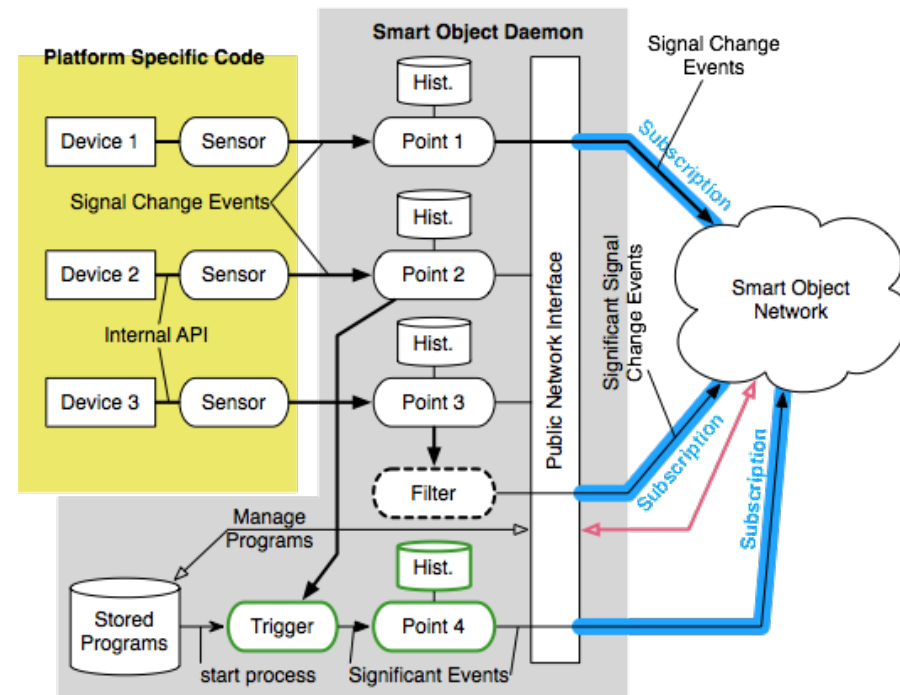 Smart Object Daemon
Signal Change
Events
Platform Specific Code
Hist.
Device 1
Sensor
Point 1
Subscription
Signal Change Events
Hist.
Device 2
Sensor
Point 2
Internal API
Hist.
Device 3
Sensor
Point 3
Public Network Interface
Significant Signal
Change Events
Smart Object
Network
Filter
Subscription
Subscription
Manage
Programs
Hist.
Stored
Programs
Trigger
Point 4
start process
Significant Events